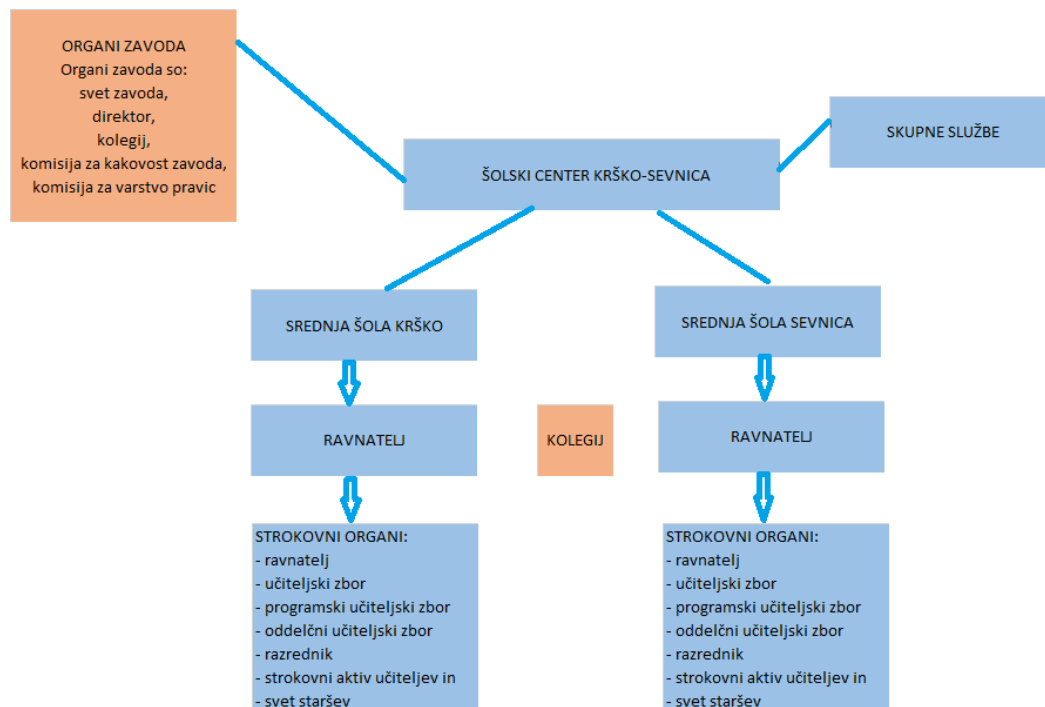 ORGANI ZAVODA
Organi zavoda so:
svet zavoda,
direktor,
kolegij,
komisija za kakovost zavoda,
komisija za varstvo pravic
SKUPNE SLUŽBE
ŠOLSKI CENTER KRŠKO-SEVNICA
SREDNJA ŠOLA KRŠKO
SREDNJA ŠOLA SEVNICA
RAVNATELJ
KOLEGIJ
RAVNATELJ
STROKOVNI ORGANI:
- ravnatelj
- učiteljski zbor
- programski učiteljski zbor
- oddelčni učiteljski zbor
- razrednik
- strokovni aktiv učiteljev in
- svet staršev
STROKOVNI ORGANI:
- ravnatelj
- učiteljski zbor
- programski učiteljski zbor
- oddelčni učiteljski zbor
- razrednik
- strokovni aktiv učiteljev in
- svet staršev